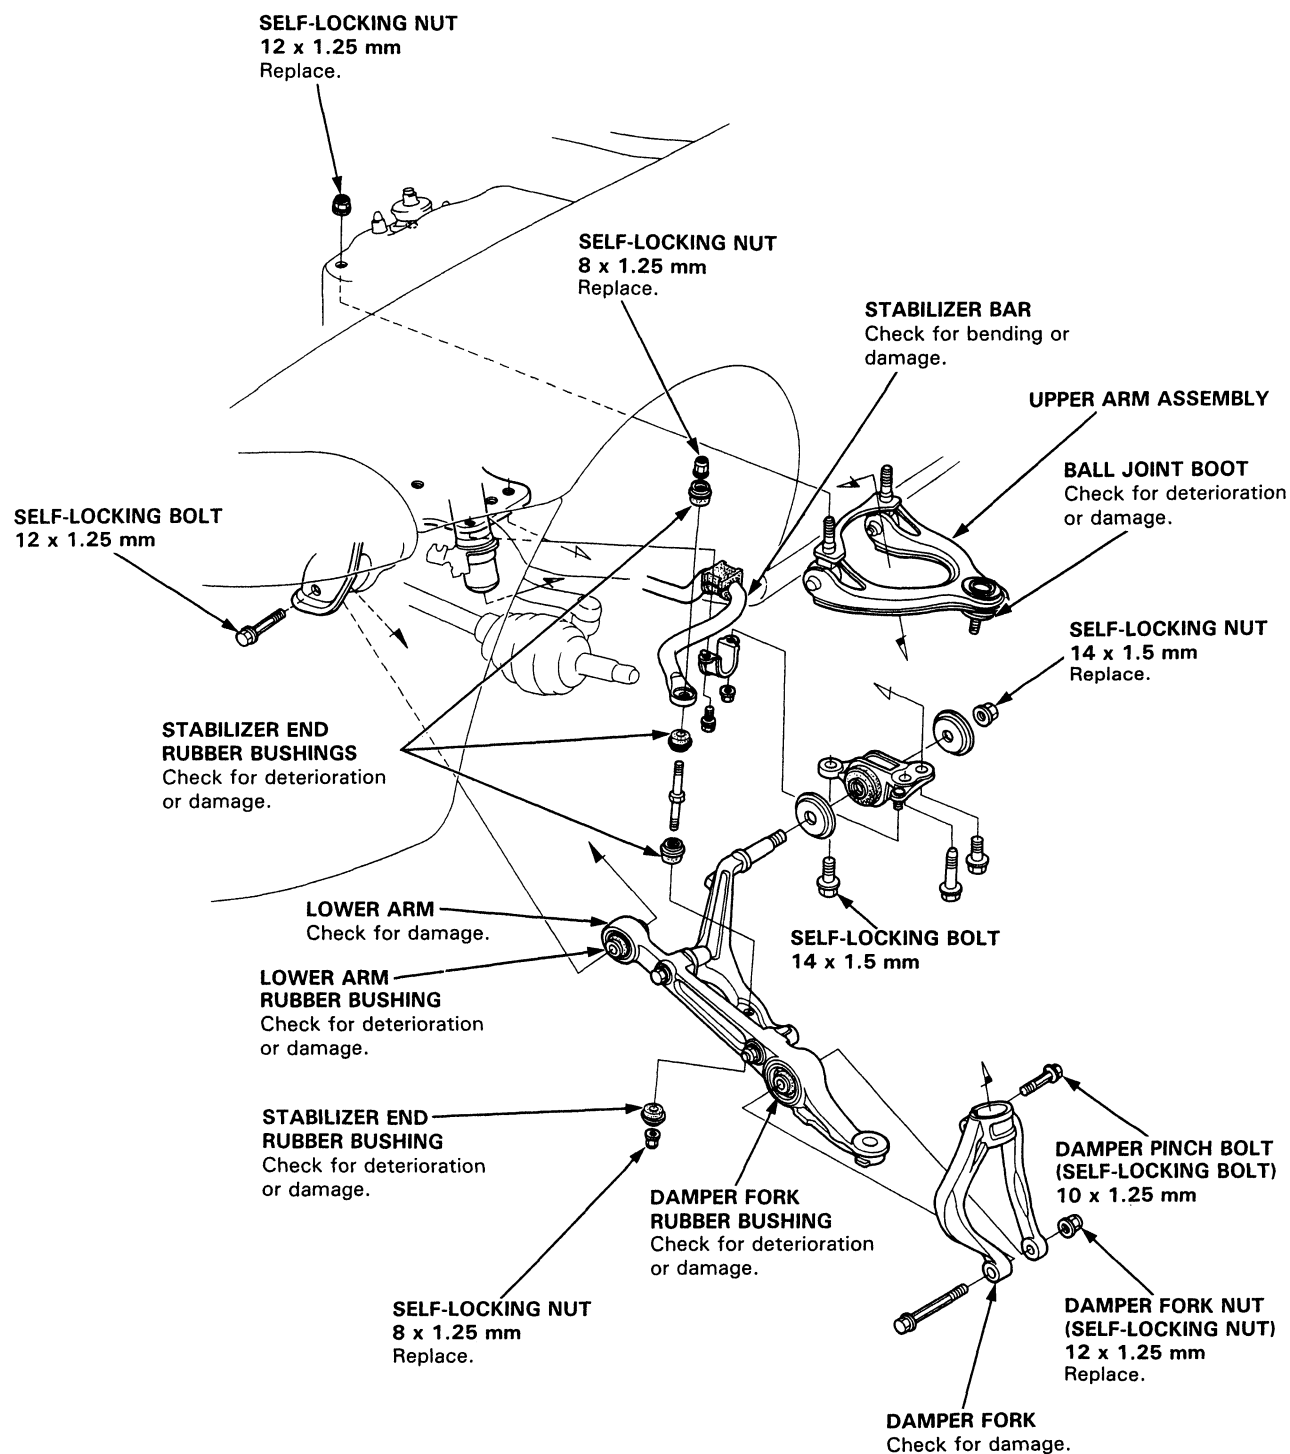 SELF-LOCKING NUT
12 x 1.25 mm
Replace.
SELF-LOCKING NUT
8 x 1.25 mm
Replace.
STABILIZER BAR
Check for bending or
damage.
UPPER ARM ASSEMBLY
BALL JOINT BOOT
Check for deterioration
or damage.
SELF-LOCKING BOLT
12 x 1.25 mm
SELF-LOCKING NUT
14 x 1.5 mm
Replace.
STABILIZER END
RUBBER BUSHINGS
Check for deterioration
or damage.
LOWER ARM
Check for damage.
SELF-LOCKING BOLT
14 x 1.5 mm
LOWER ARM
RUBBER BUSHING
Check for deterioration
or damage.
STABILIZER END
RUBBER BUSHING
Check for deterioration
or damage.
DAMPER PINCH BOLT
(SELF-LOCKING BOLT)
10 x 1.25 mm
DAMPER FORK
RUBBER BUSHING
Check for deterioration
or damage.
SELF-LOCKING NUT
8 x 1.25 mm
Replace.
DAMPER FORK NUT
(SELF-LOCKING NUT)
12 x 1.25 mm
Replace.
DAMPER FORK
Check for damage.